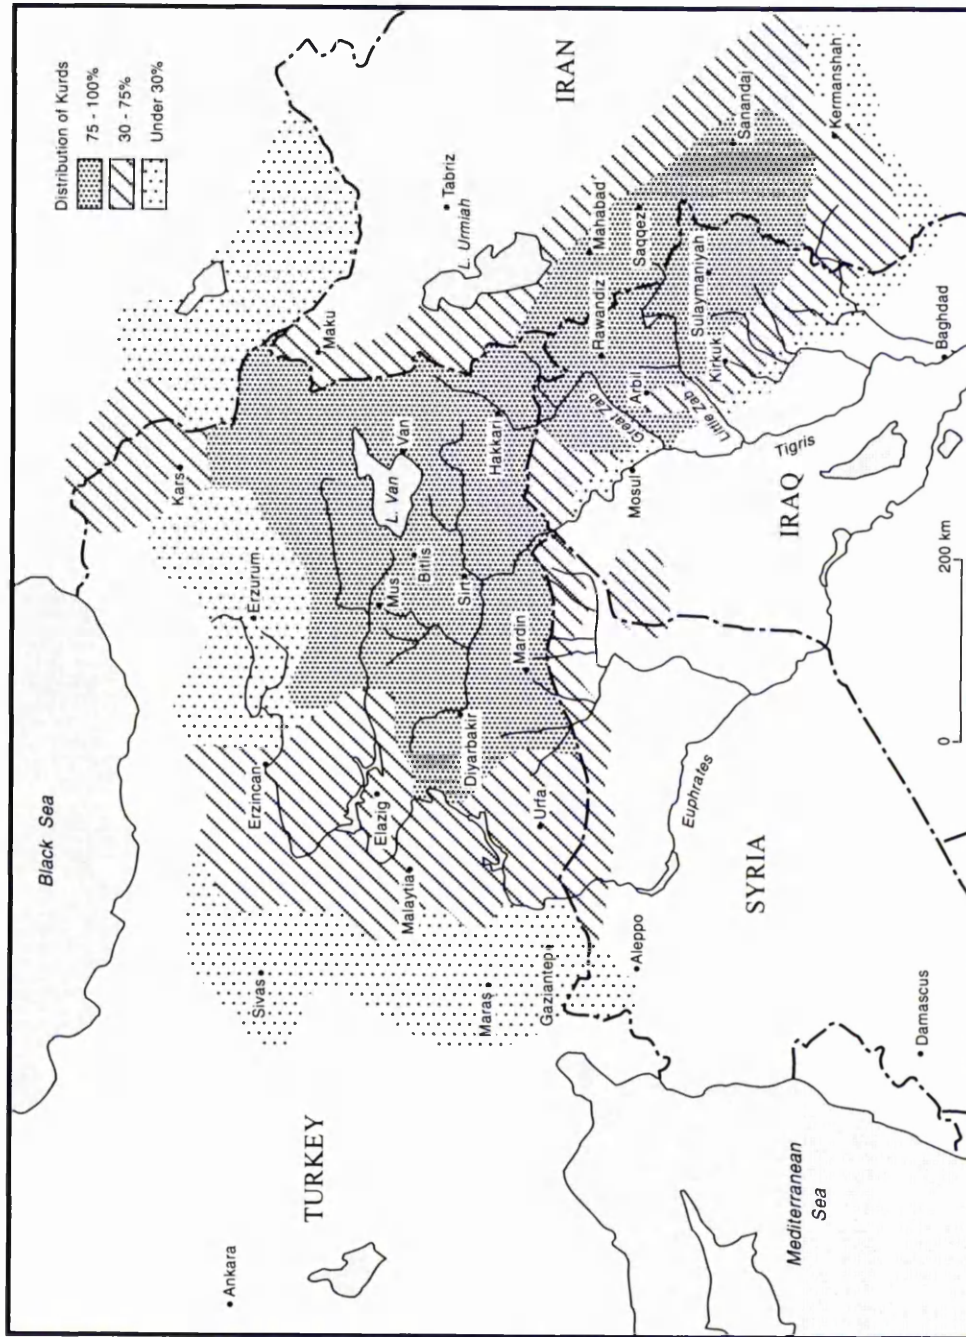 Distribution of Kurds
75 - 100%
30 - 75%
Under 30%
Black Sea
TURKEY
Ankara
Sivas
Erzincan
Erzurum
Kars
Maku
Maras
Malaytia
Elazig
Mus
L. Van
Van
Bitlis
Siirt
Diyarbakir
Hakkari
Gaziantep
Urfa
Mardin
IRAN
Tabriz
L. Urmiah
Mahabad
Saqqez
Sanandaj
Kermanshah
Rawandiz
Arbil
Great Zab
Little Zab
Sulaymaniyah
Kirkuk
Mosul
Tigris
IRAQ
Baghdad
Aleppo
Euphrates
SYRIA
Damascus
Mediterranean
Sea
0
200 km